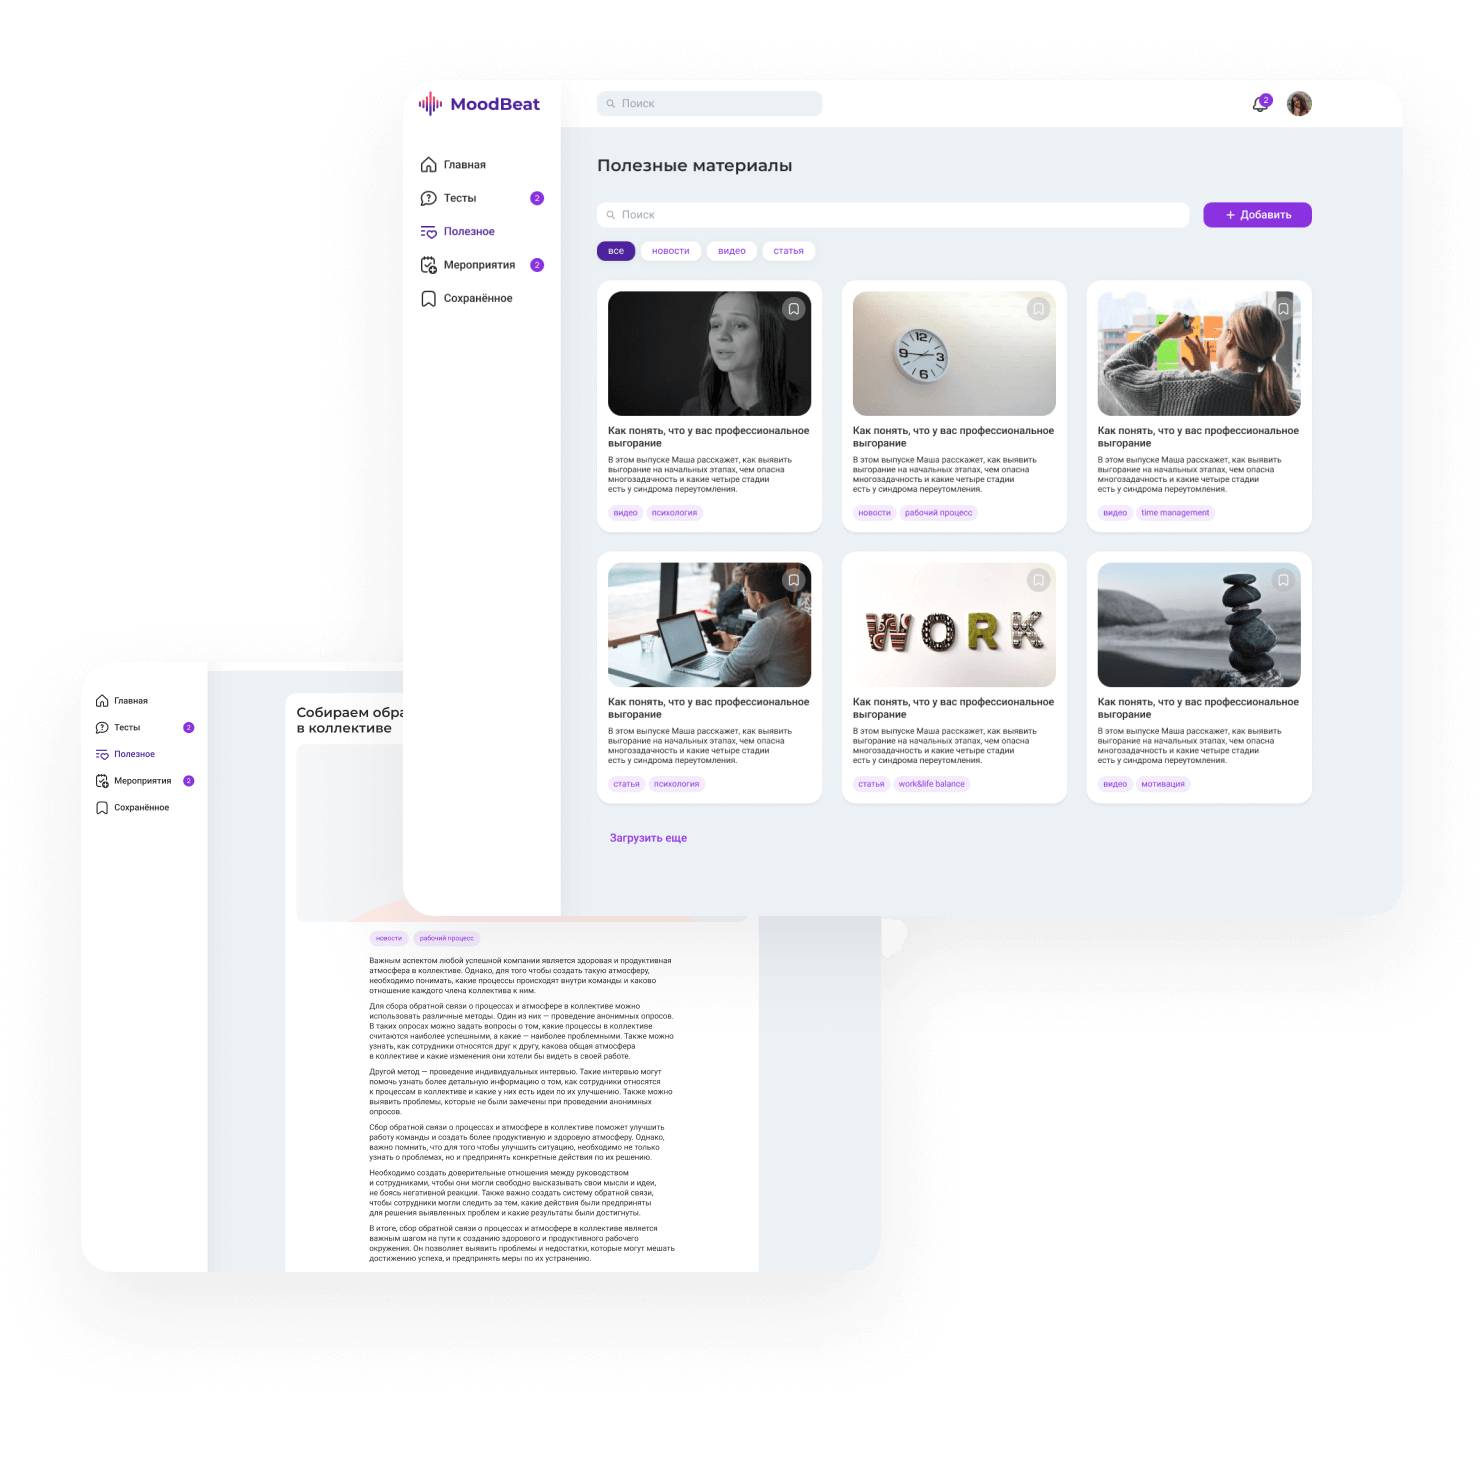 MoodBeat
Поиск
2
Главная
Тесты
2
Полезное
Мероприятия
2
Сохранённое
Полезные материалы
Поиск
+ Добавить
все
новости
видео
статья
12
9
3
6
Как понять, что у вас профессиональное
выгорание
В этом выпуске Маша расскажет, как выявить
выгорание на начальных этапах, чем опасна
многозадачность и какие четыре стадии
есть у синдрома переутомления.
видео
психология
Как понять, что у вас профессиональное
выгорание
В этом выпуске Маша расскажет, как выявить
выгорание на начальных этапах, чем опасна
многозадачность и какие четыре стадии
есть у синдрома переутомления.
новости
рабочий процесс
Как понять, что у вас профессиональное
выгорание
В этом выпуске Маша расскажет, как выявить
выгорание на начальных этапах, чем опасна
многозадачность и какие четыре стадии
есть у синдрома переутомления.
видео
time management
Как понять, что у вас профессиональное
выгорание
В этом выпуске Маша расскажет, как выявить
выгорание на начальных этапах, чем опасна
многозадачность и какие четыре стадии
есть у синдрома переутомления.
статья
психология
WORK
Как понять, что у вас профессиональное
выгорание
В этом выпуске Маша расскажет, как выявить
выгорание на начальных этапах, чем опасна
многозадачность и какие четыре стадии
есть у синдрома переутомления.
статья
work&life balance
Как понять, что у вас профессиональное
выгорание
В этом выпуске Маша расскажет, как выявить
выгорание на начальных этапах, чем опасна
многозадачность и какие четыре стадии
есть у синдрома переутомления.
видео
мотивация
Загрузить еще
Главная
Тесты
2
Полезное
Мероприятия
2
Сохранённое
Собираем обра
в коллективе
новости
рабочий процесс
Важным аспектом любой успешной компании является здоровая и продуктивная
атмосфера в коллективе. Однако, для того чтобы создать такую атмосферу,
необходимо понимать, какие процессы происходят внутри команды и каково
отношение каждого члена коллектива к ним.
Для сбора обратной связи о процессах и атмосфере в коллективе можно
использовать различные методы. Один из них — проведение анонимных опросов.
В таких опросах можно задать вопросы о том, какие процессы в коллективе
считаются наиболее успешными, а какие — наиболее проблемными. Также можно
узнать, как сотрудники относятся друг к другу, какова общая атмосфера
в коллективе и какие изменения они хотели бы видеть в своей работе.
Другой метод — проведение индивидуальных интервью. Такие интервью могут
помочь узнать более детальную информацию о том, как сотрудники относятся
к процессам в коллективе и какие у них есть идеи по их улучшению. Также можно
выявить проблемы, которые не были замечены при проведении анонимных
опросов.
Сбор обратной связи о процессах и атмосфере в коллективе поможет улучшить
работу команды и создать более продуктивную и здоровую атмосферу. Однако,
важно помнить, что для того чтобы улучшить ситуацию, необходимо не только
узнать о проблемах, но и предпринять конкретные действия по их решению.
Необходимо создать доверительные отношения между руководством
и сотрудниками, чтобы они могли свободно высказывать свои мысли и идеи,
не боясь негативной реакции. Также важно создать систему обратной связи,
чтобы сотрудники могли следить за тем, какие действия были предприняты
для решения выявленных проблем и какие результаты были достигнуты.
В итоге, сбор обратной связи о процессах и атмосфере в коллективе является
важным шагом на пути к созданию здорового и продуктивного рабочего
окружения. Он позволяет выявить проблемы и недостатки, которые могут мешать
достижению успеха, и предпринять меры по их устранению.